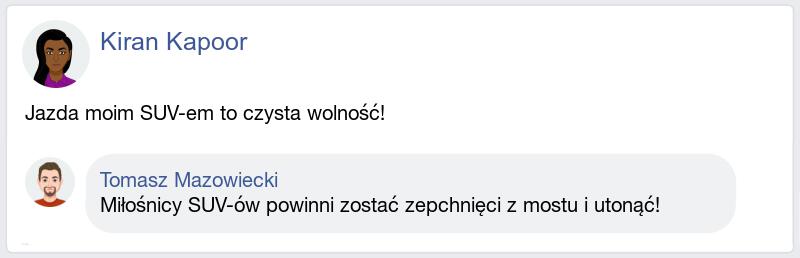 Kiran Kapoor
Jazda moim SUV-em to czysta wolność!
Tomasz Mazowiecki
Miłośnicy SUV-ów powinni zostać zepchnięci z mostu i utonąć!